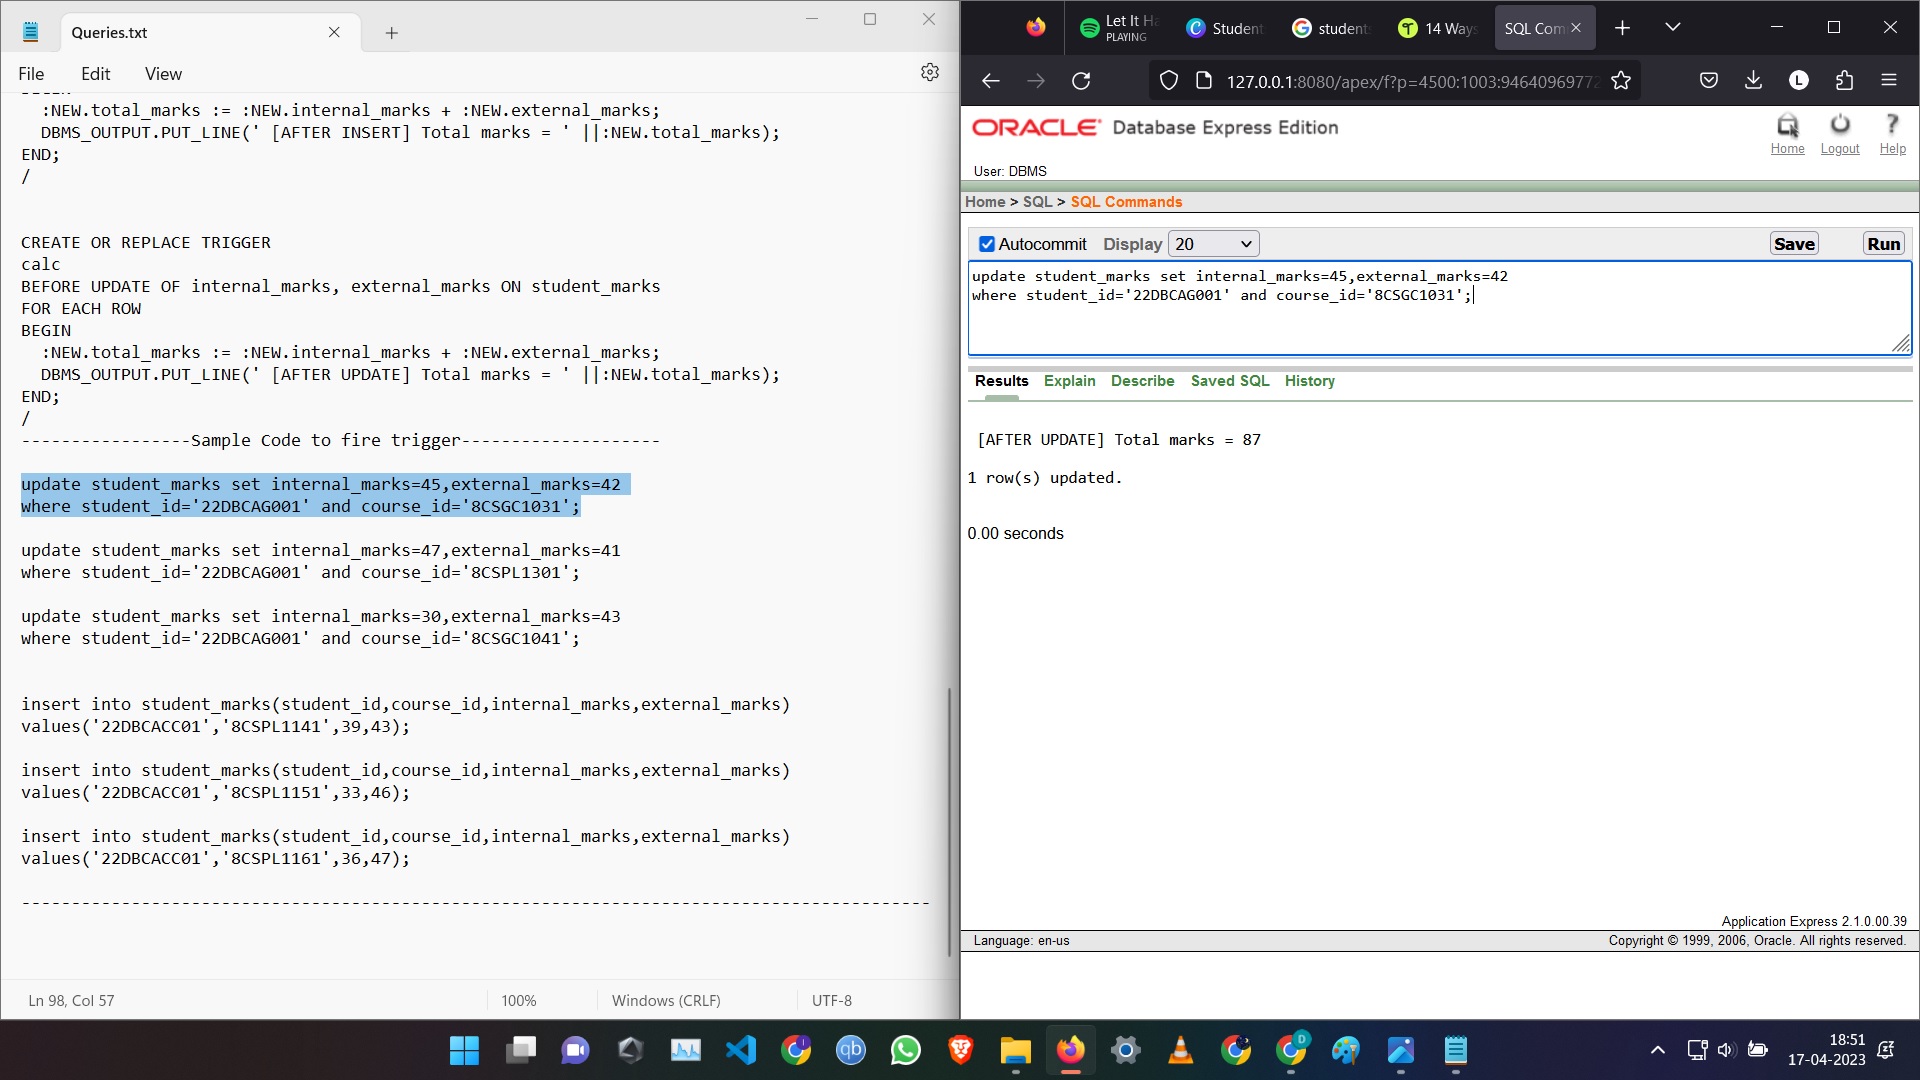 Queries.txt
File Edit View
:NEW.total_marks := :NEW.internal_marks + :NEW.external_marks;
DBMS_OUTPUT.PUT_LINE(' [AFTER INSERT] Total marks = ' ||:NEW.total_marks);
END;
/
CREATE OR REPLACE TRIGGER
calc
BEFORE UPDATE OF internal_marks, external_marks ON student_marks
FOR EACH ROW
BEGIN
:NEW.total_marks := :NEW.internal_marks + :NEW.external_marks;
DBMS_OUTPUT.PUT_LINE(' [AFTER UPDATE] Total marks = ' ||:NEW.total_marks);
END;
/
-----------------Sample Code to fire trigger--------------------
update student_marks set internal_marks=45,external_marks=42
where student_id='22DBCAG001' and course_id='8CSGC1031';
update student_marks set internal_marks=47,external_marks=41
where student_id='22DBCAG001' and course_id='8CSPL1301';
update student_marks set internal_marks=30,external_marks=43
where student_id='22DBCAG001' and course_id='8CSGC1041';
insert into student_marks(student_id,course_id,internal_marks,external_marks)
values('22DBCACC01','8CSPL1141',39,43);
insert into student_marks(student_id,course_id,internal_marks,external_marks)
values('22DBCACC01','8CSPL1151',33,46);
insert into student_marks(student_id,course_id,internal_marks,external_marks)
values('22DBCACC01','8CSPL1161',36,47);
-------------------------------------------------------------------------------------------
Ln 98, Col 57 100% Windows (CRLF) UTF-8
Let It Ha
PLAYING
Student
student
14 Ways
SQL Com
127.0.0.1:8080/apex/f?p=4500:1003:94640969772
L
ORACLE Database Express Edition
Home Logout Help
User: DBMS
Home > SQL > SQL Commands
Autocommit Display 20 Save Run
update student_marks set internal_marks=45,external_marks=42
where student_id='22DBCAG001' and course_id='8CSGC1031';
Results Explain Describe Saved SQL History
[AFTER UPDATE] Total marks = 87
1 row(s) updated.
0.00 seconds
Application Express 2.1.0.00.39
Language: en-us Copyright © 1999, 2006, Oracle. All rights reserved.
qb
D
18:51
17-04-2023